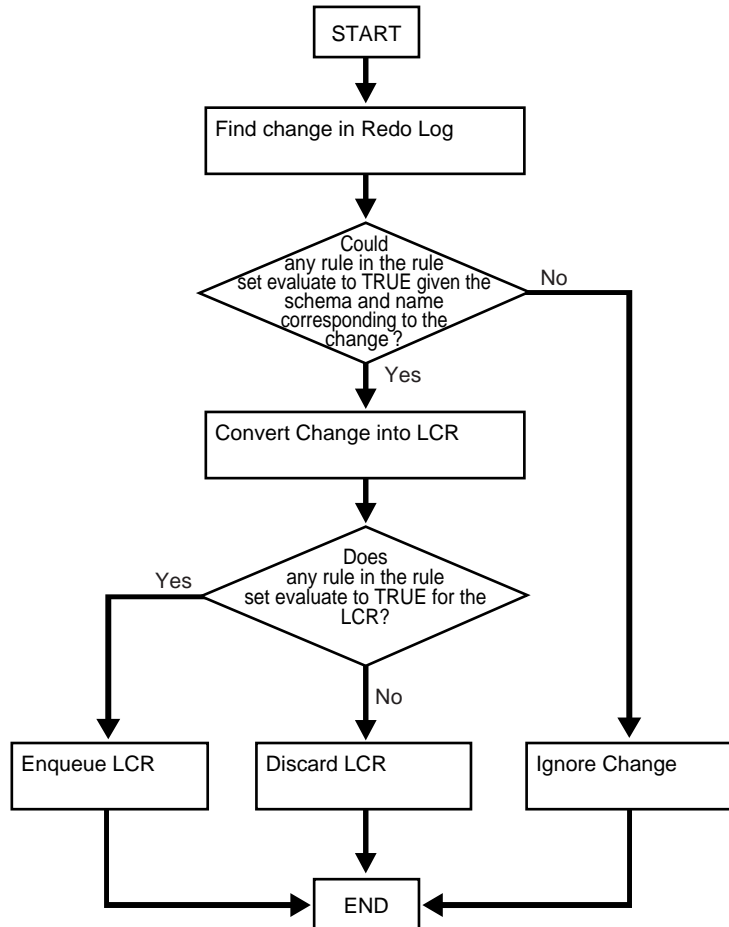 START
Find change in Redo Log
Could
any rule in the rule
set evaluate to TRUE given the
schema and name
corresponding to the
change ?
No
Yes
Convert Change into LCR
Does
any rule in the rule
set evaluate to TRUE for the
LCR?
Yes
No
Enqueue LCR
Discard LCR
Ignore Change
END